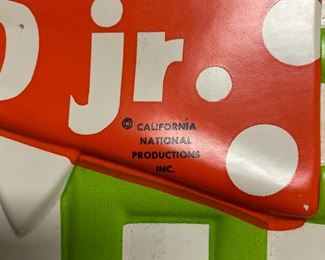 jr.
© CALIFORNIA
NATIONAL
PRODUCTIONS
INC.